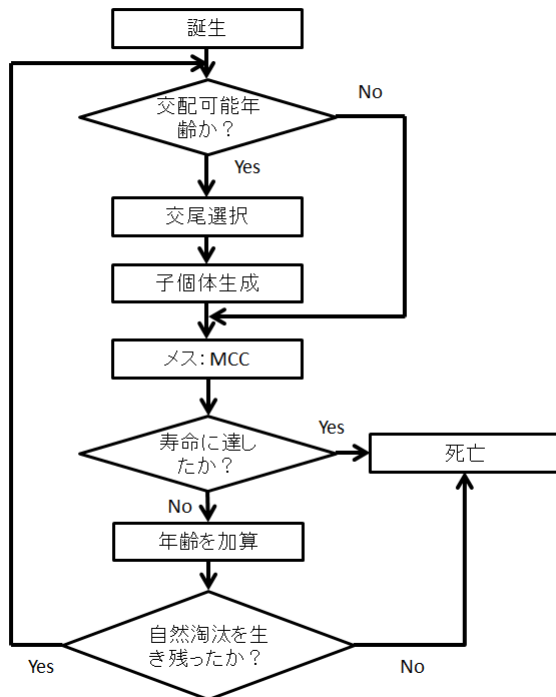 誕生
交配可能年
齢か？
No
Yes
交尾選択
子個体生成
メス：MCC
寿命に達し
たか？
Yes
死亡
No
年齢を加算
自然淘汰を生
き残ったか？
Yes
No